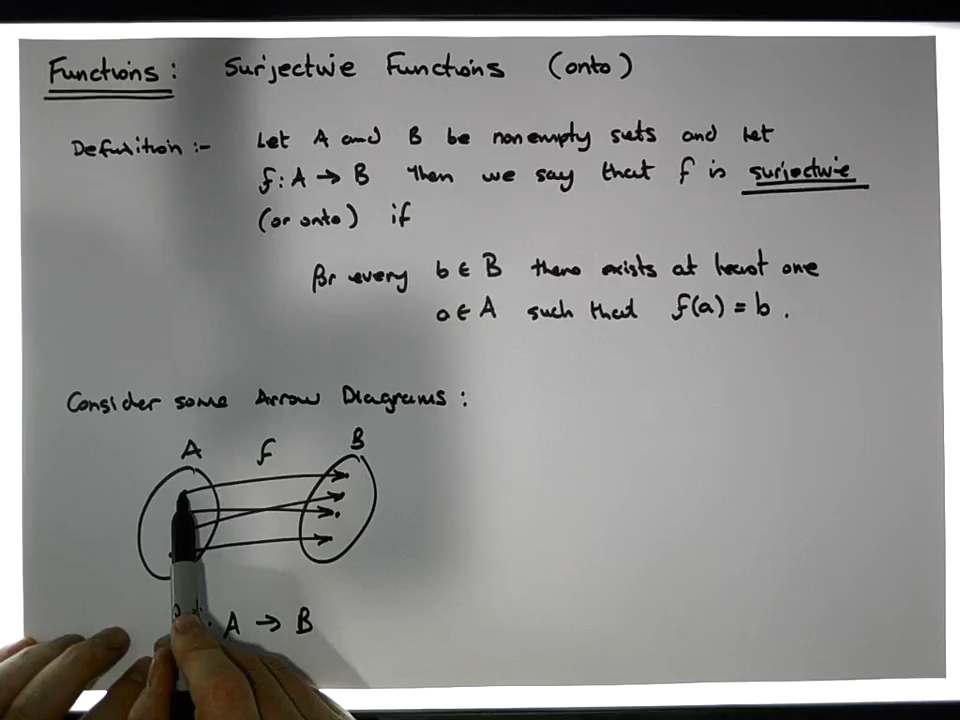 Functions: Surjective Functions (onto)
Definition:- Let A and B be nonempty sets and let
f: A → B Then we say that f is surjective
(or onto) if
for every b ∈ B there exists at least one
a ∈ A such that f(a) = b.
Consider some Arrow Diagrams:
A f B
A → B